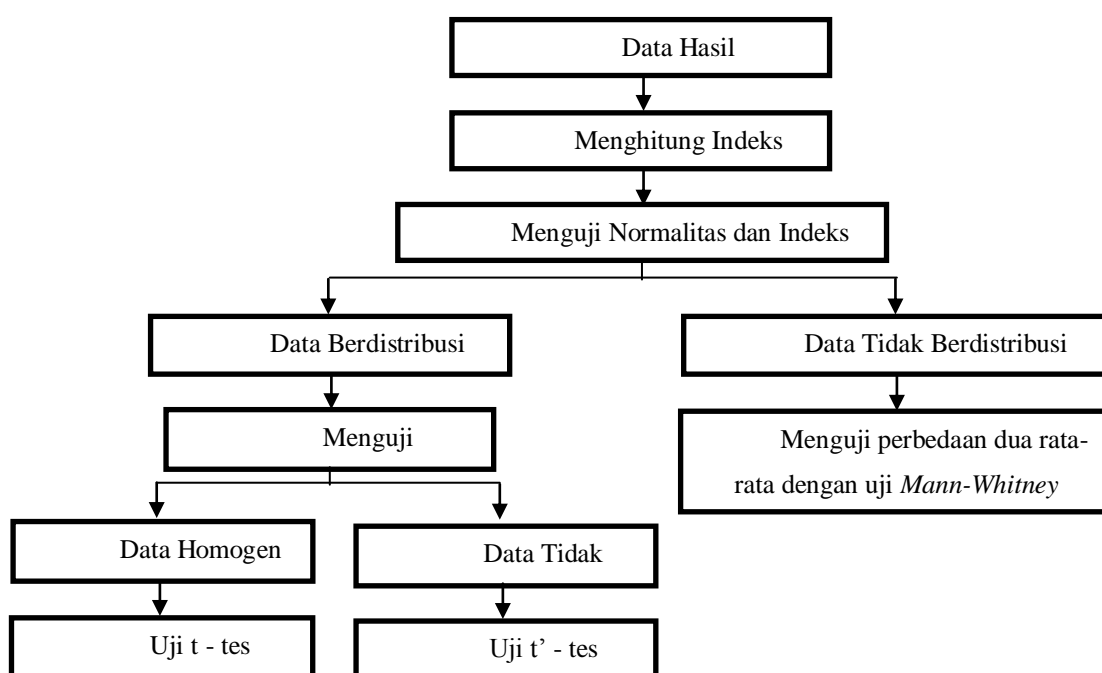 Data Hasil
Menghitung Indeks
Menguji Normalitas dan Indeks
Data Berdistribusi
Data Tidak Berdistribusi
Menguji
Menguji perbedaan dua rata-
rata dengan uji Mann-Whitney
Data Homogen
Data Tidak
Uji t - tes
Uji t’ - tes